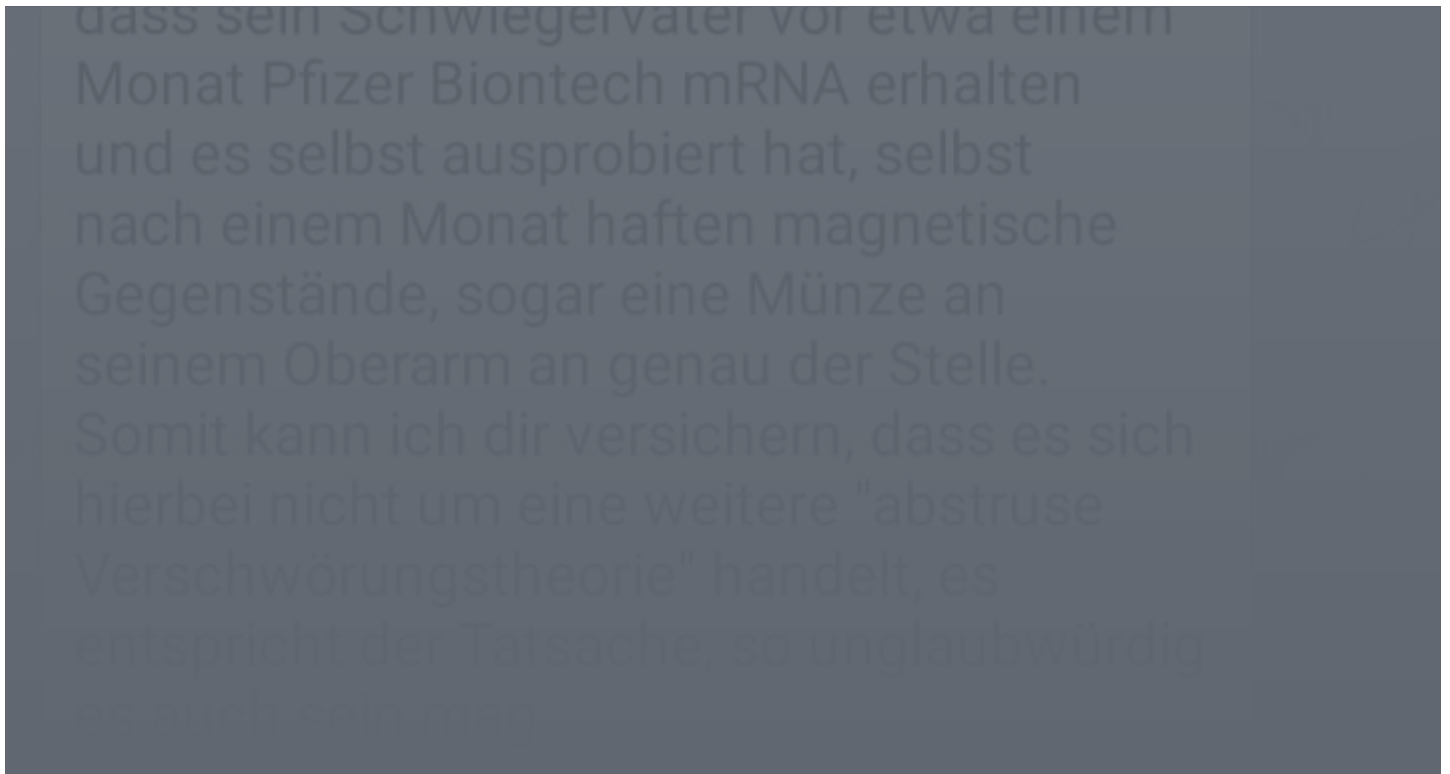 dass sein Schwiegervater vor etwa einem
Monat Pfizer Biontech mRNA erhalten
und es selbst ausprobiert hat, selbst
nach einem Monat haften magnetische
Gegenstände, sogar eine Münze an
seinem Oberarm an genau der Stelle.
Somit kann ich dir versichern, dass es sich
hierbei nicht um eine weitere "abstruse
Verschwörungstheorie" handelt, es
entspricht der Tatsache, so unglaubwürdig
es auch sein mag